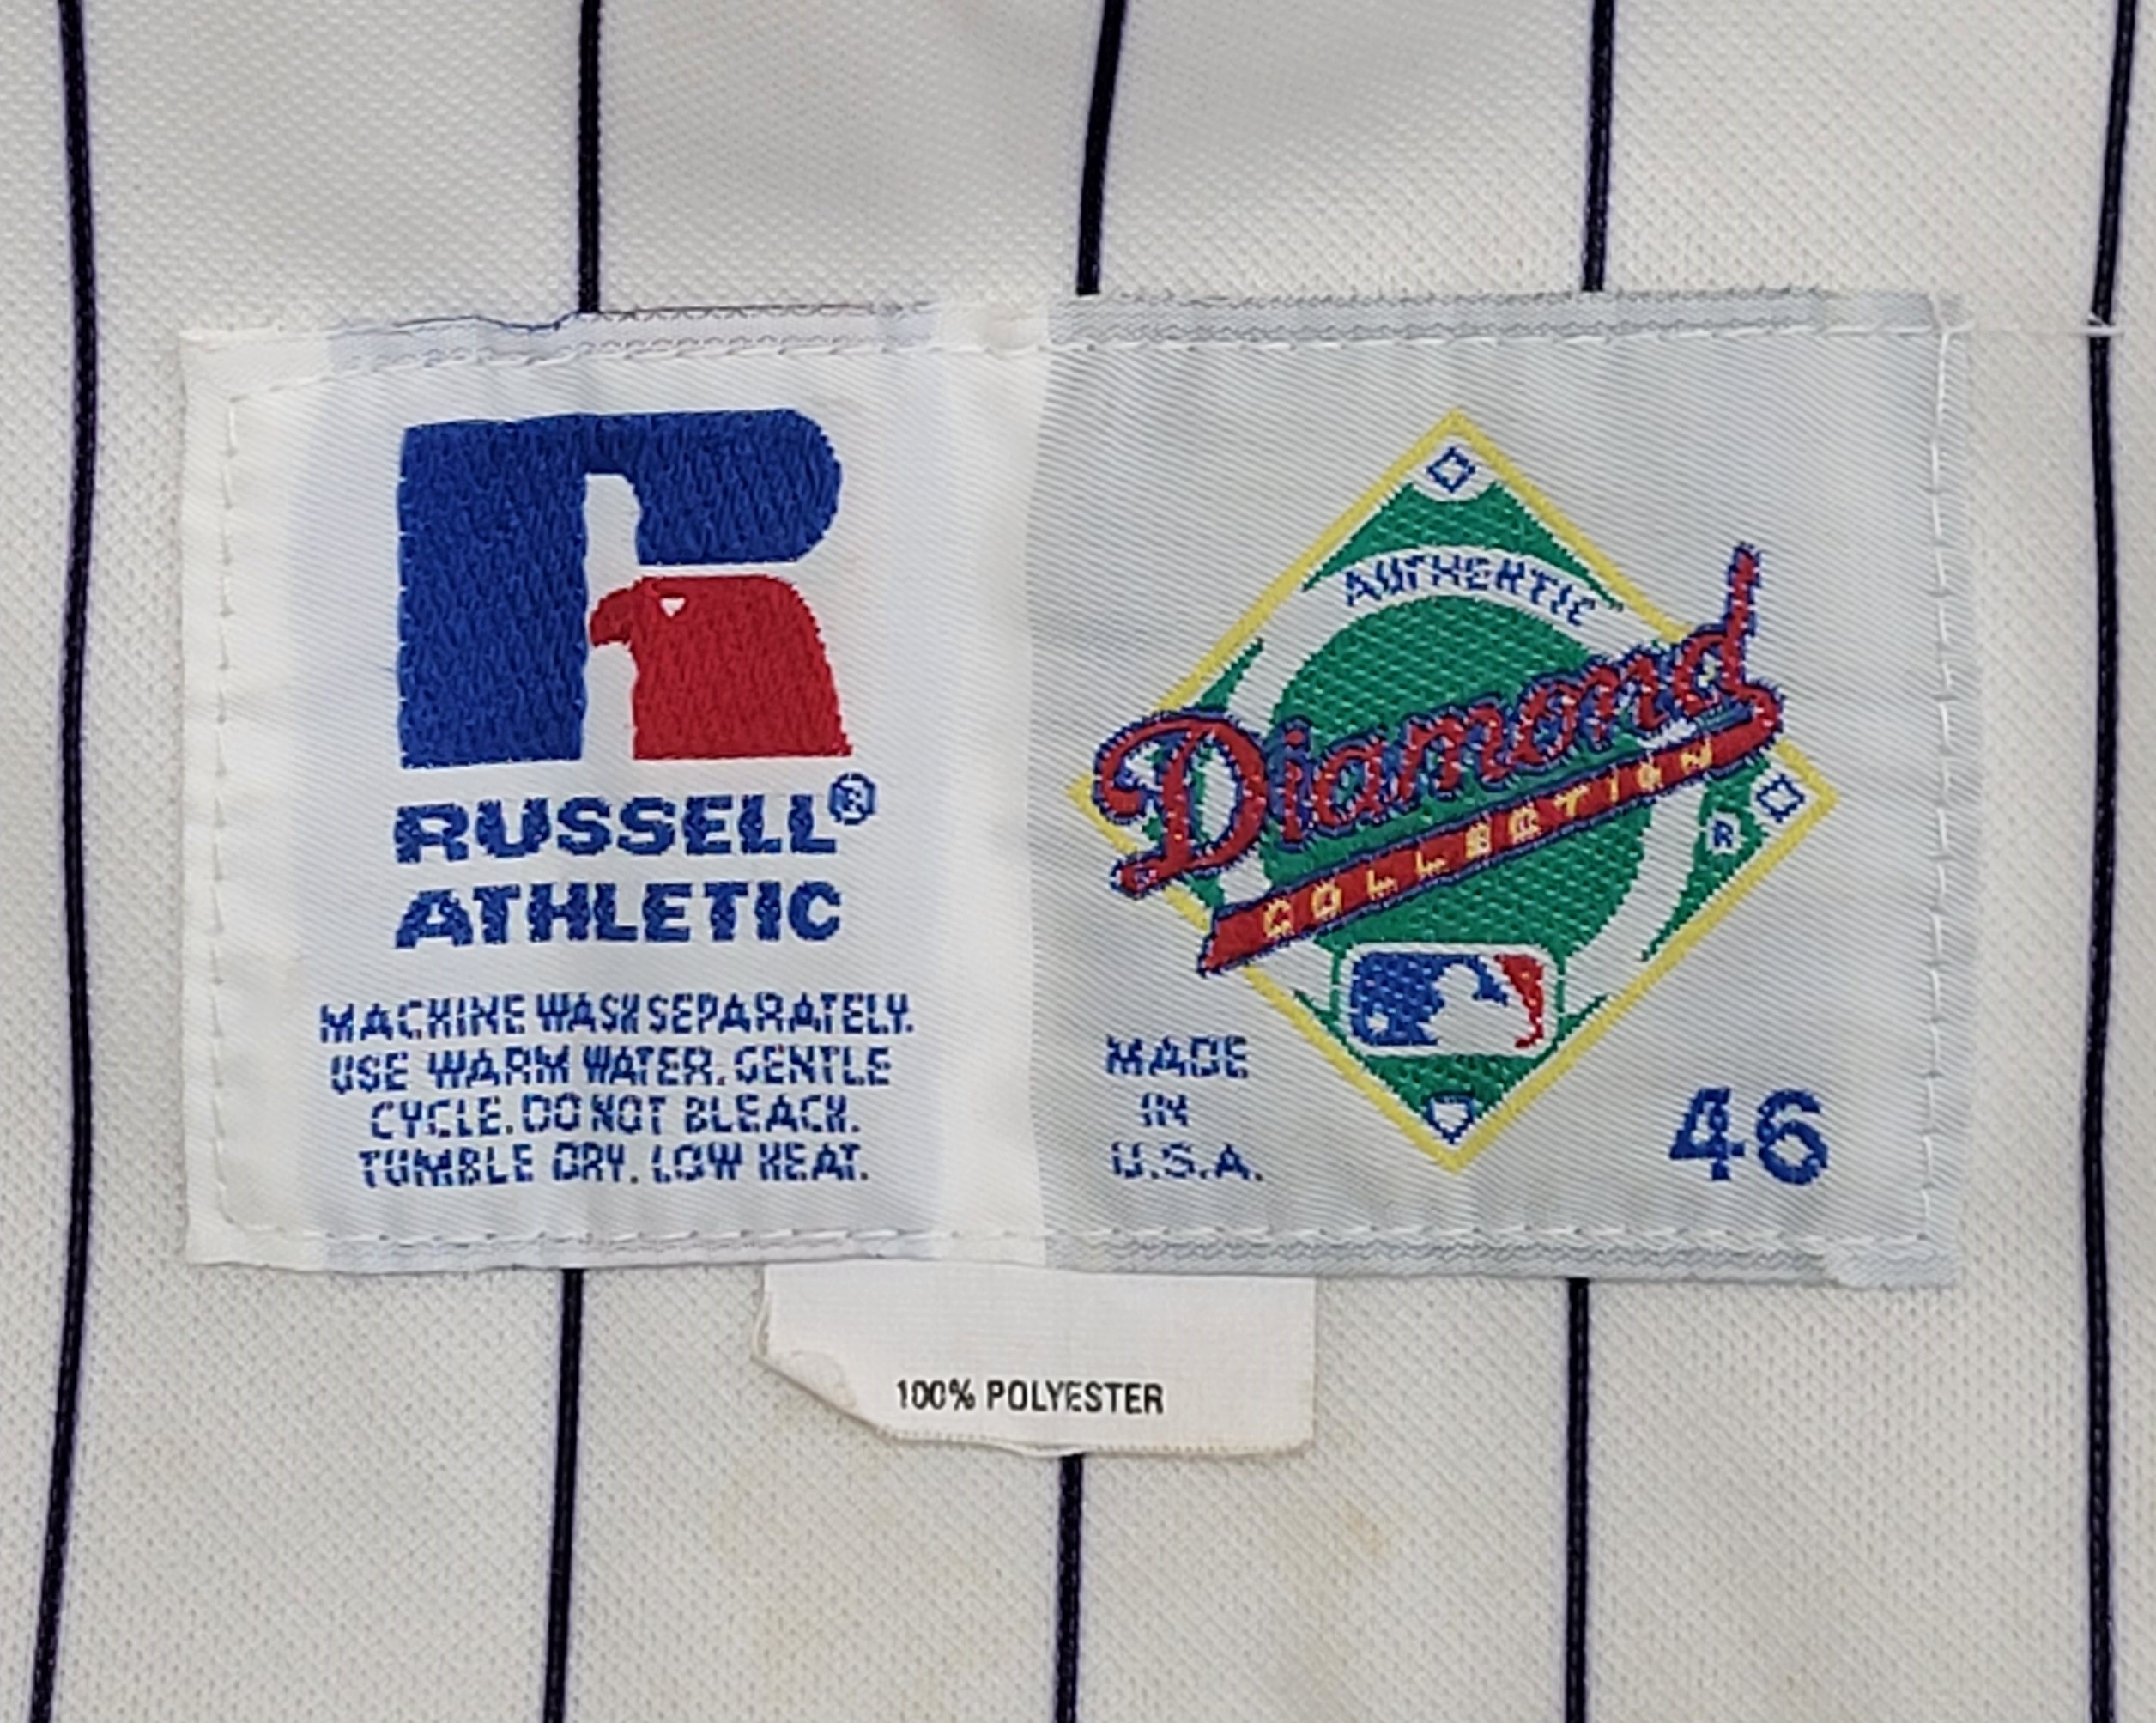 RUSSELL®
ATHLETIC
MACHINE WASH SEPARATELY.
USE WARM WATER. GENTLE
CYCLE. DO NOT BLEACH.
TUMBLE DRY. LOW HEAT.
AUTHENTIC
Diamond
COLLECTION
®
MADE
IN
U.S.A.
46
100% POLYESTER